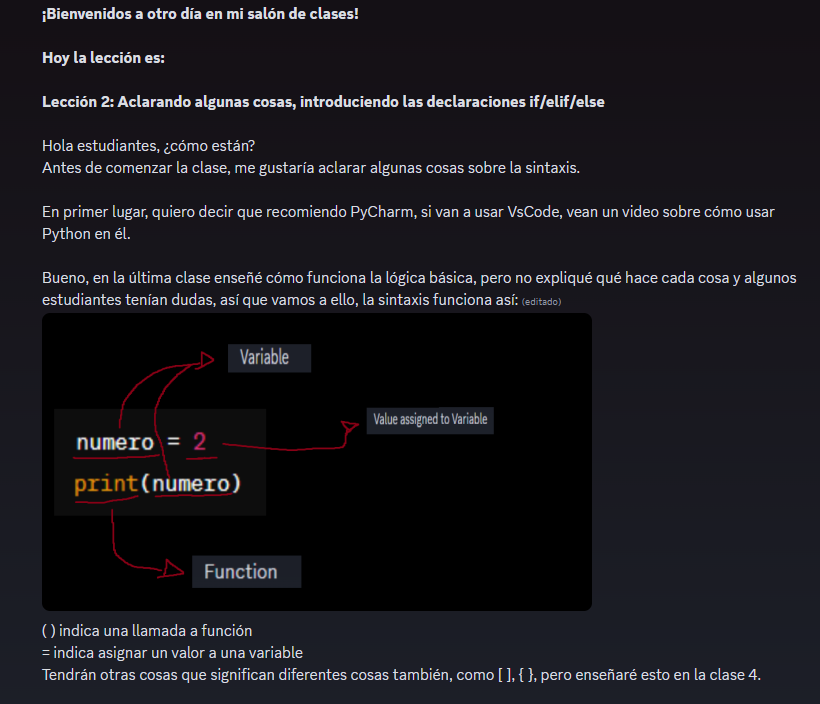 ¡Bienvenidos a otro día en mi salón de clases!
Hoy la lección es:
Lección 2: Aclarando algunas cosas, introduciendo las declaraciones if/elif/else
Hola estudiantes, ¿cómo están?
Antes de comenzar la clase, me gustaría aclarar algunas cosas sobre la sintaxis.
En primer lugar, quiero decir que recomiendo PyCharm, si van a usar VsCode, vean un video sobre cómo usar
Python en él.
Bueno, en la última clase enseñé cómo funciona la lógica básica, pero no expliqué qué hace cada cosa y algunos
estudiantes tenían dudas, así que vamos a ello, la sintaxis funciona así: (editado)
Variable
Value assigned to Variable
numero = 2
print(numero)
Function
( ) indica una llamada a función
= indica asignar un valor a una variable
Tendrán otras cosas que significan diferentes cosas también, como [ ], { }, pero enseñaré esto en la clase 4.